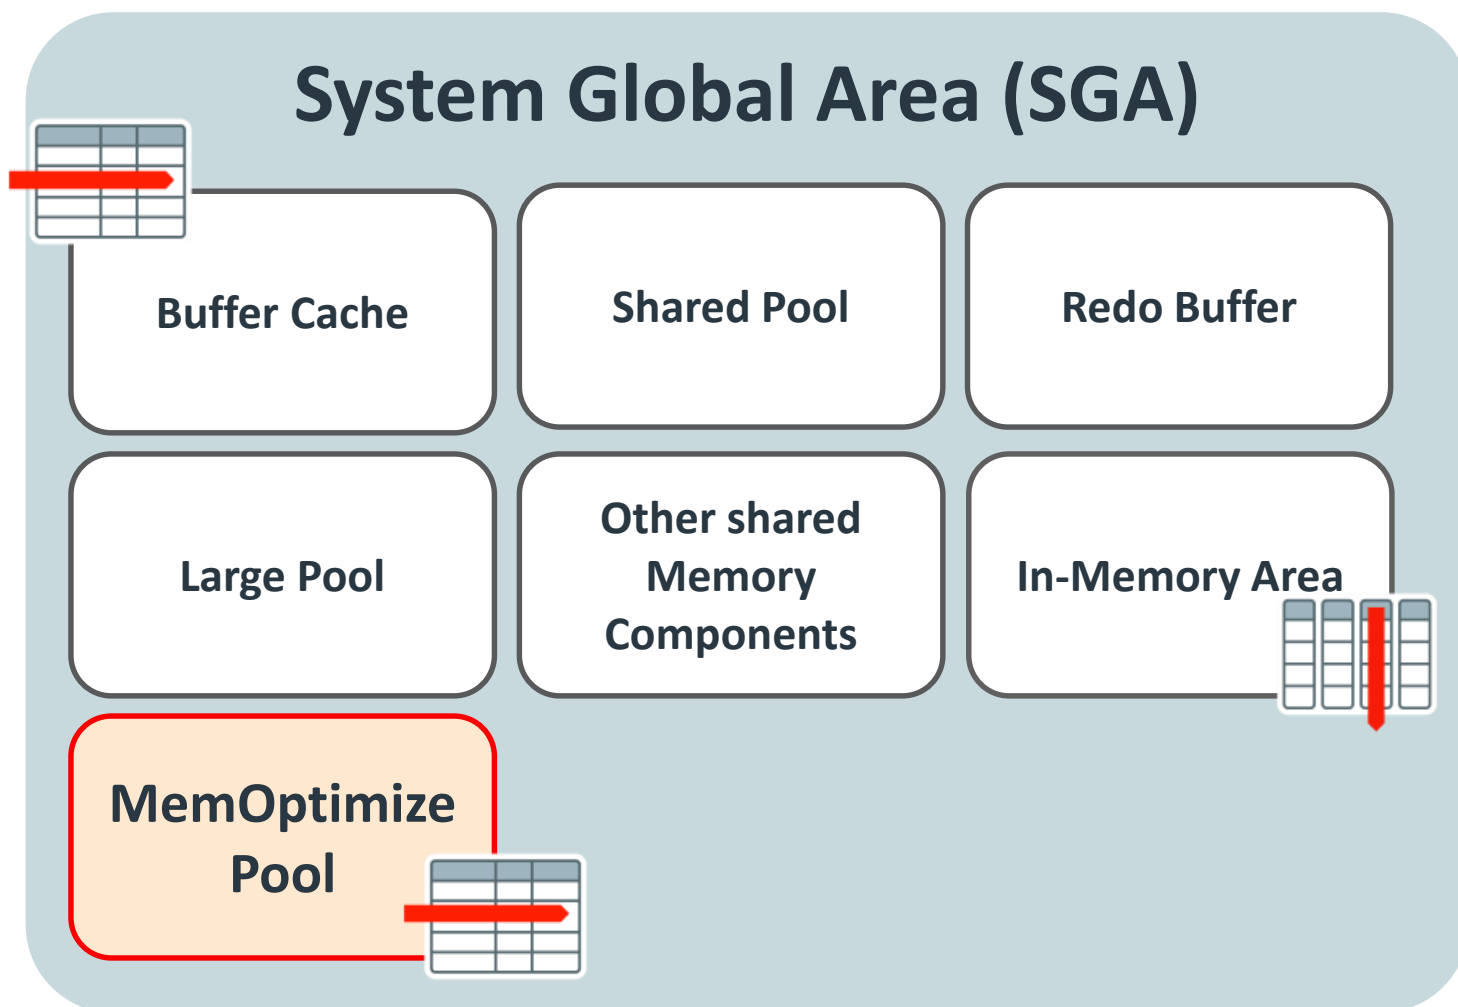 System Global Area (SGA)
Buffer Cache
Shared Pool
Redo Buffer
Large Pool
Other shared
Memory
Components
In-Memory Area
MemOptimize
Pool